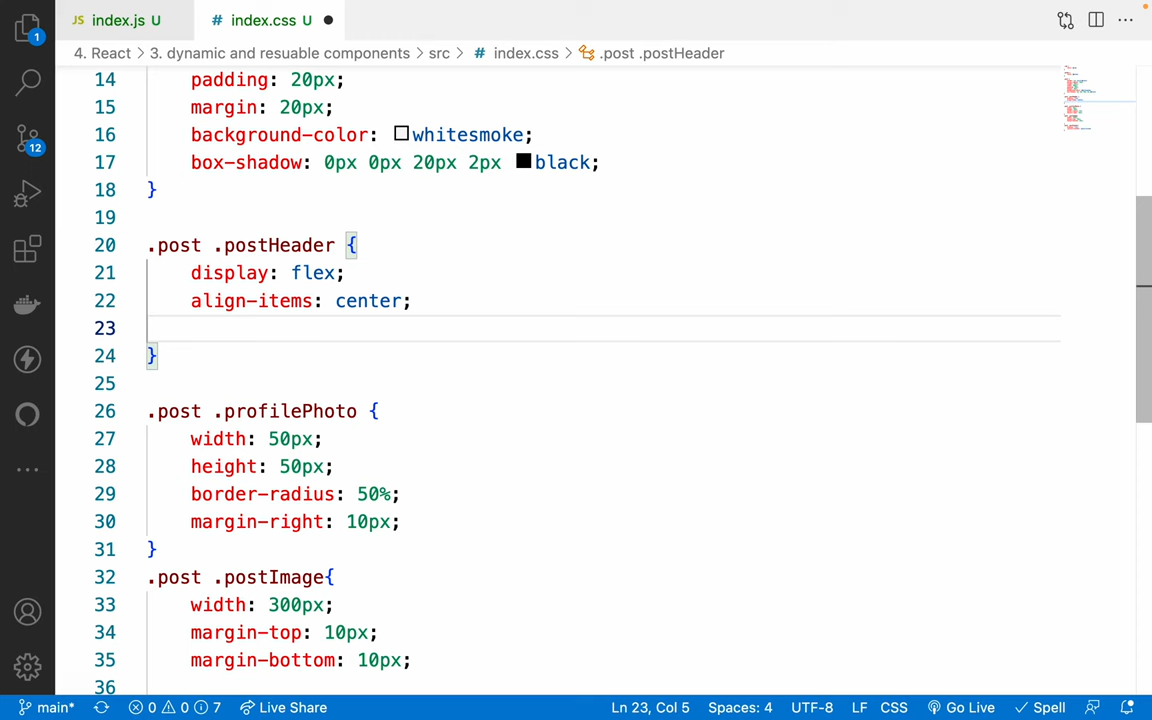 JS index.js U # index.css U
1
4. React > 3. dynamic and resuable components > src > # index.css > .post .postHeader
14 padding: 20px;
15 margin: 20px;
16 background-color: whitesmoke;
12
17 box-shadow: 0px 0px 20px 2px black;
18 }
19
20 .post .postHeader {
21 display: flex;
22 align-items: center;
23
24 }
25
26 .post .profilePhoto {
27 width: 50px;
28 height: 50px;
29 border-radius: 50%;
30 margin-right: 10px;
31 }
32 .post .postImage{
33 width: 300px;
34 margin-top: 10px;
35 margin-bottom: 10px;
36
main* 0 0 7 Live Share Ln 23, Col 5 Spaces: 4 UTF-8 LF CSS Go Live Spell